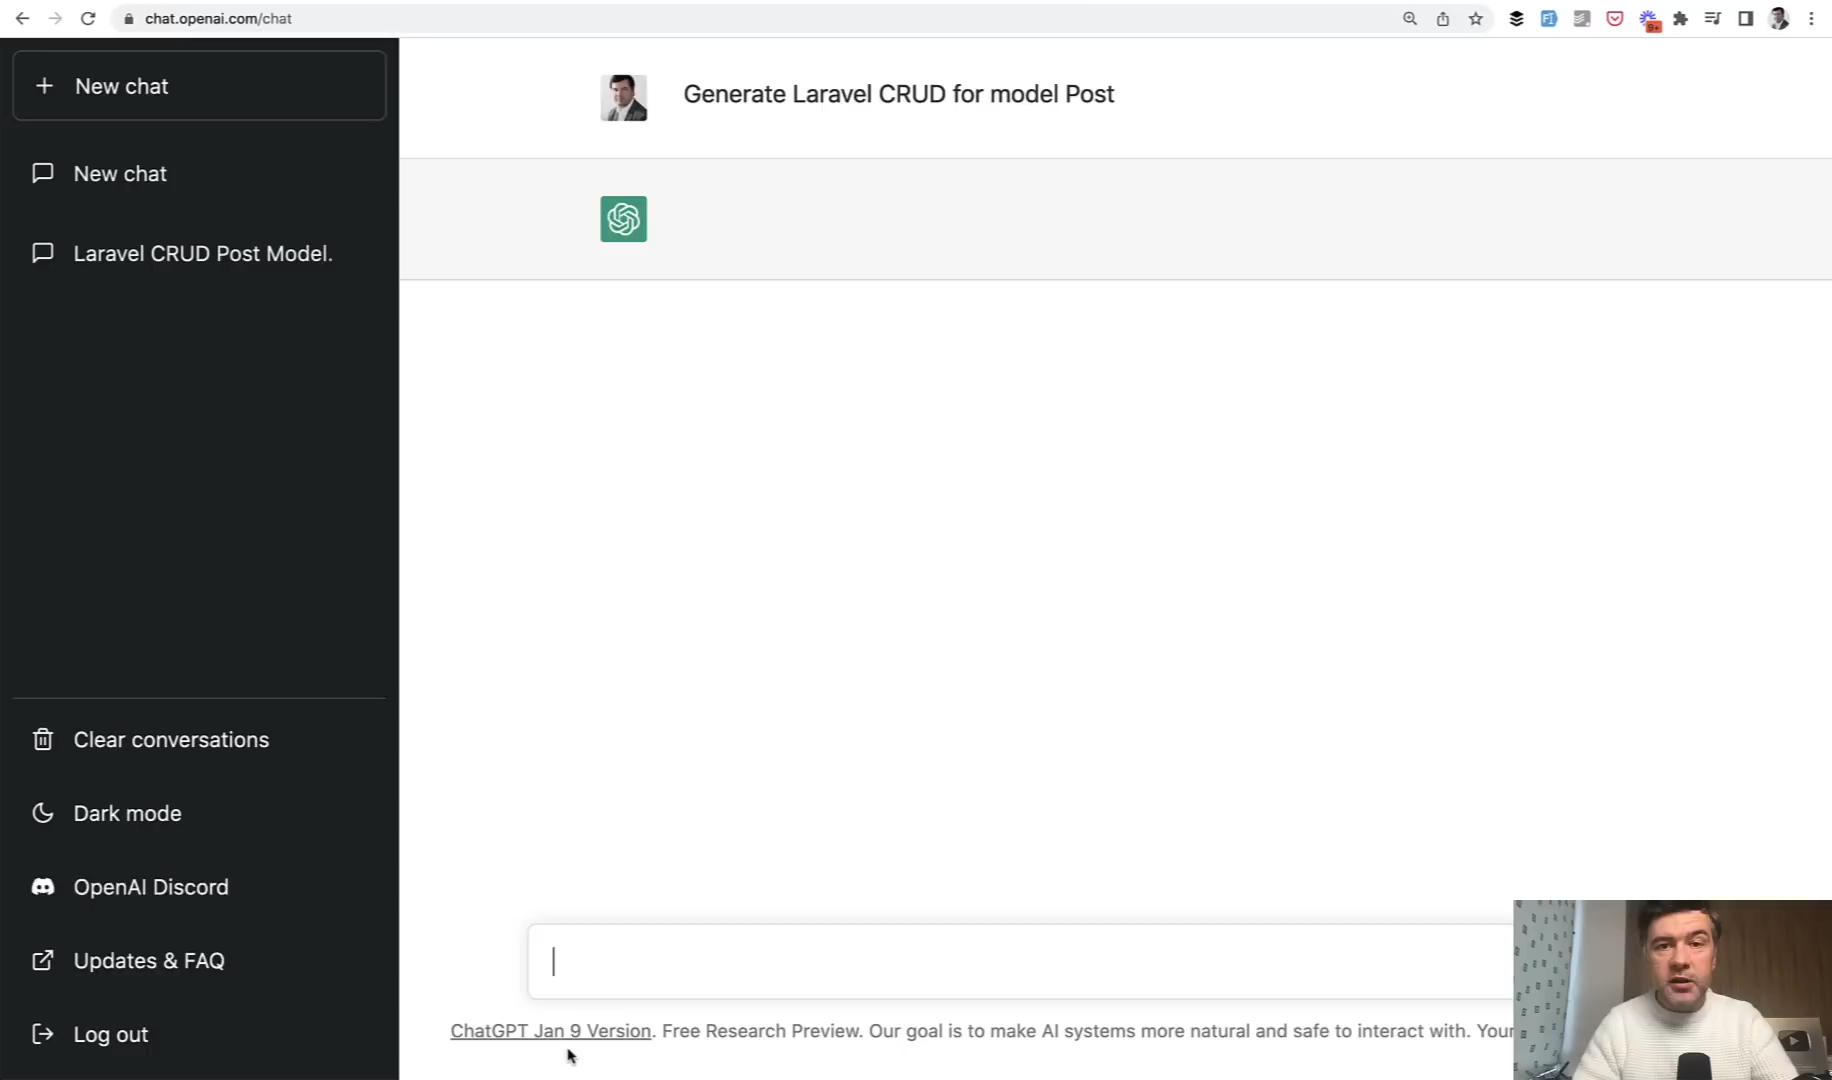 chat.openai.com/chat
9+
New chat
New chat
Laravel CRUD Post Model.
Clear conversations
Dark mode
OpenAI Discord
Updates & FAQ
Log out
Generate Laravel CRUD for model Post
ChatGPT Jan 9 Version. Free Research Preview. Our goal is to make AI systems more natural and safe to interact with. Your